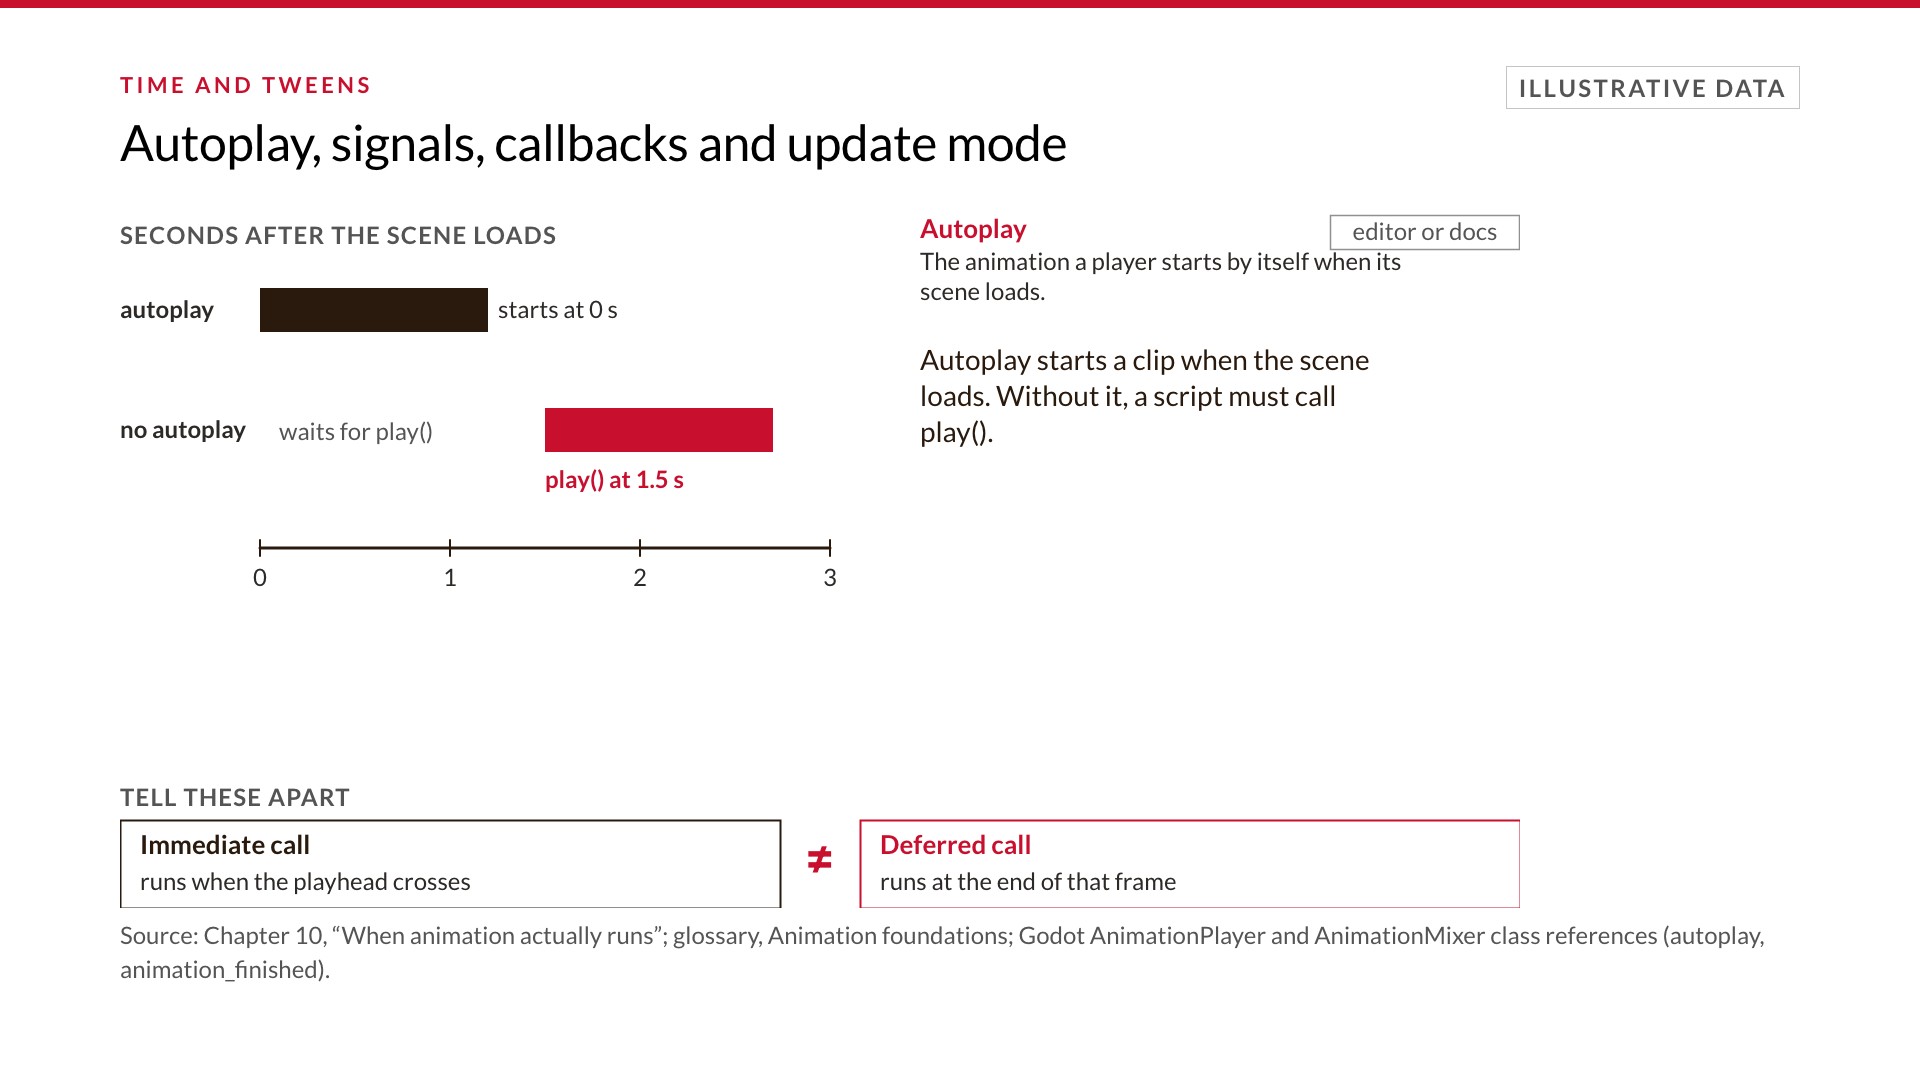 TIME AND TWEENS
ILLUSTRATIVE DATA
Autoplay, signals, callbacks and update mode
SECONDS AFTER THE SCENE LOADS
autoplay
starts at 0 s
no autoplay
waits for play()
play() at 1.5 s
0 1 2 3
Autoplay
editor or docs
The animation a player starts by itself when its
scene loads.
Autoplay starts a clip when the scene
loads. Without it, a script must call
play().
TELL THESE APART
Immediate call
runs when the playhead crosses
≠
Deferred call
runs at the end of that frame
Source: Chapter 10, “When animation actually runs”; glossary, Animation foundations; Godot AnimationPlayer and AnimationMixer class references (autoplay,
animation_finished).